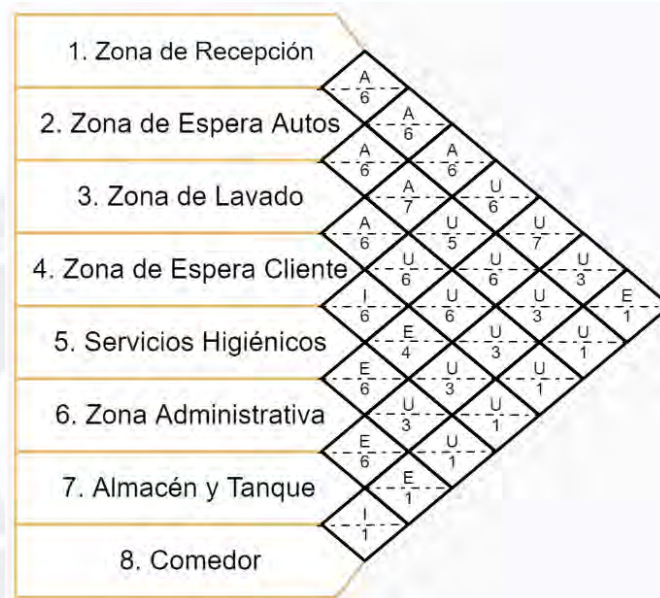 1. Zona de Recepción
A
6
2. Zona de Espera Autos
A
6
A A
6 6
3. Zona de Lavado
A U
7 6
A U U
6 5 7
4. Zona de Espera Cliente
U U U
6 6 3
I U U E
6 6 3 1
5. Servicios Higiénicos
E U U
4 3 1
E U U
6 3 1
6. Zona Administrativa
U U
3 1
E U
6 1
7. Almacén y Tanque
E
1
I
1
8. Comedor